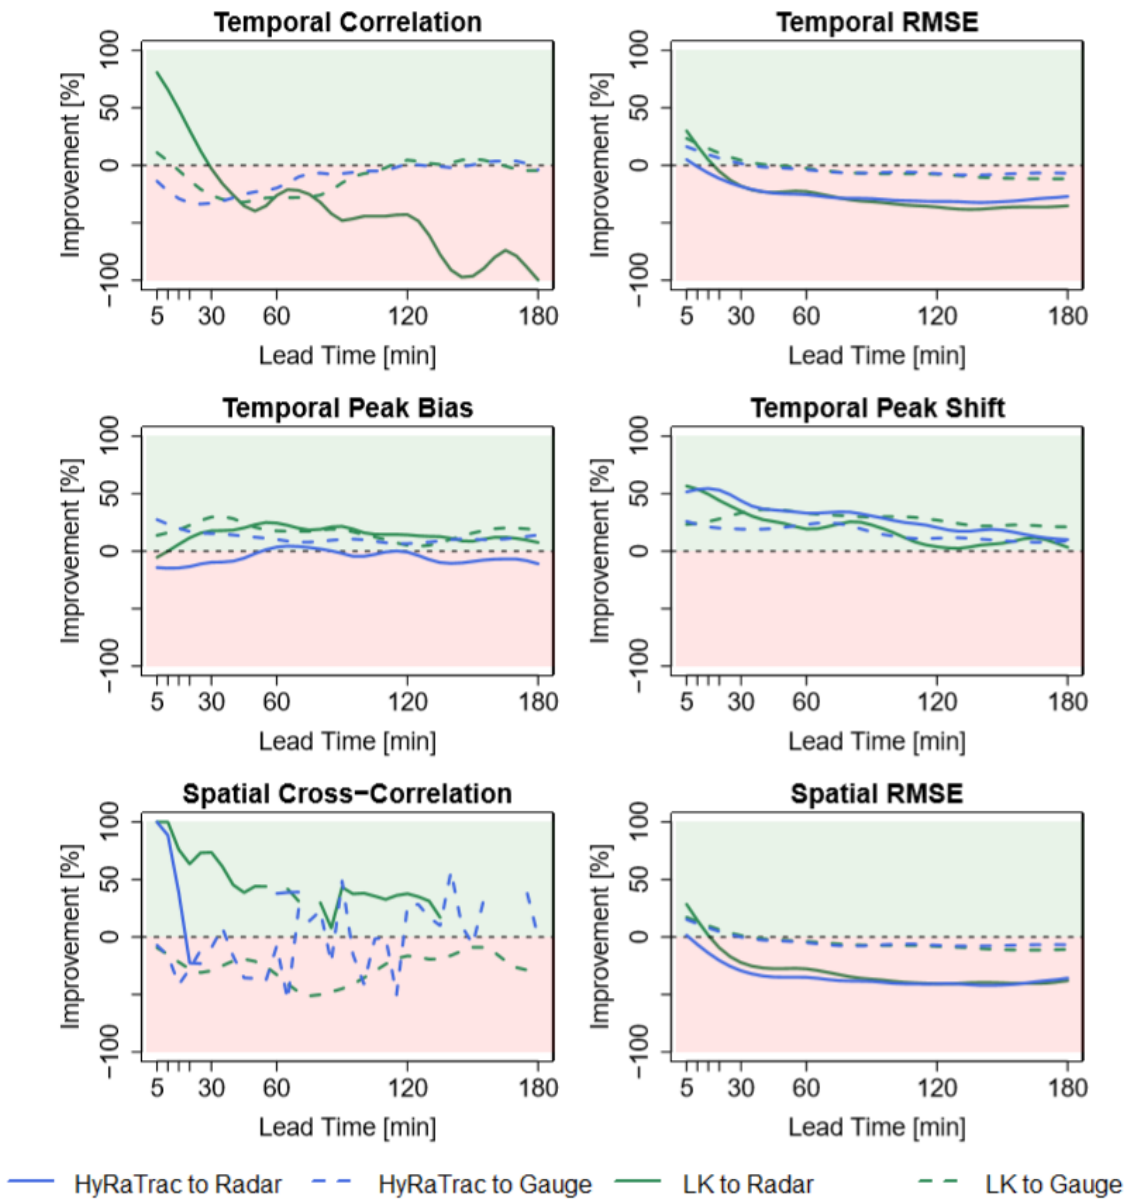 Temporal Correlation
Improvement [%]
100
50
0
−100
5 30 60 120 180
Lead Time [min]
Temporal RMSE
Improvement [%]
100
50
0
−100
5 30 60 120 180
Lead Time [min]
Temporal Peak Bias
Improvement [%]
100
50
0
−100
5 30 60 120 180
Lead Time [min]
Temporal Peak Shift
Improvement [%]
100
50
0
−100
5 30 60 120 180
Lead Time [min]
Spatial Cross−Correlation
Improvement [%]
100
50
0
−100
5 30 60 120 180
Lead Time [min]
Spatial RMSE
Improvement [%]
100
50
0
−100
5 30 60 120 180
Lead Time [min]
HyRaTrac to Radar HyRaTrac to Gauge LK to Radar LK to Gauge